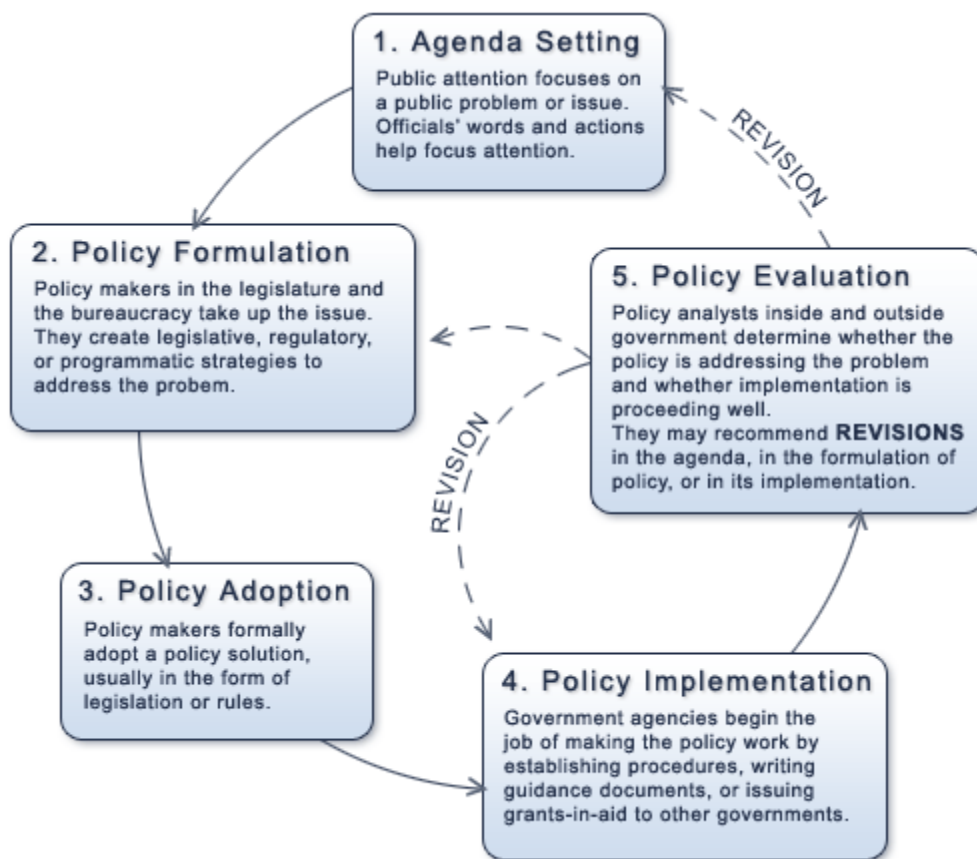 1. Agenda Setting
Public attention focuses on
a public problem or issue.
Officials' words and actions
help focus attention.
REVISION
2. Policy Formulation
Policy makers in the legislature and
the bureaucracy take up the issue.
They create legislative, regulatory,
or programmatic strategies to
address the probem.
5. Policy Evaluation
Policy analysts inside and outside
government determine whether the
policy is addressing the problem
and whether implementation is
proceeding well.
They may recommend REVISIONS
in the agenda, in the formulation of
policy, or in its implementation.
REVISION
3. Policy Adoption
Policy makers formally
adopt a policy solution,
usually in the form of
legislation or rules.
4. Policy Implementation
Government agencies begin the
job of making the policy work by
establishing procedures, writing
guidance documents, or issuing
grants-in-aid to other governments.